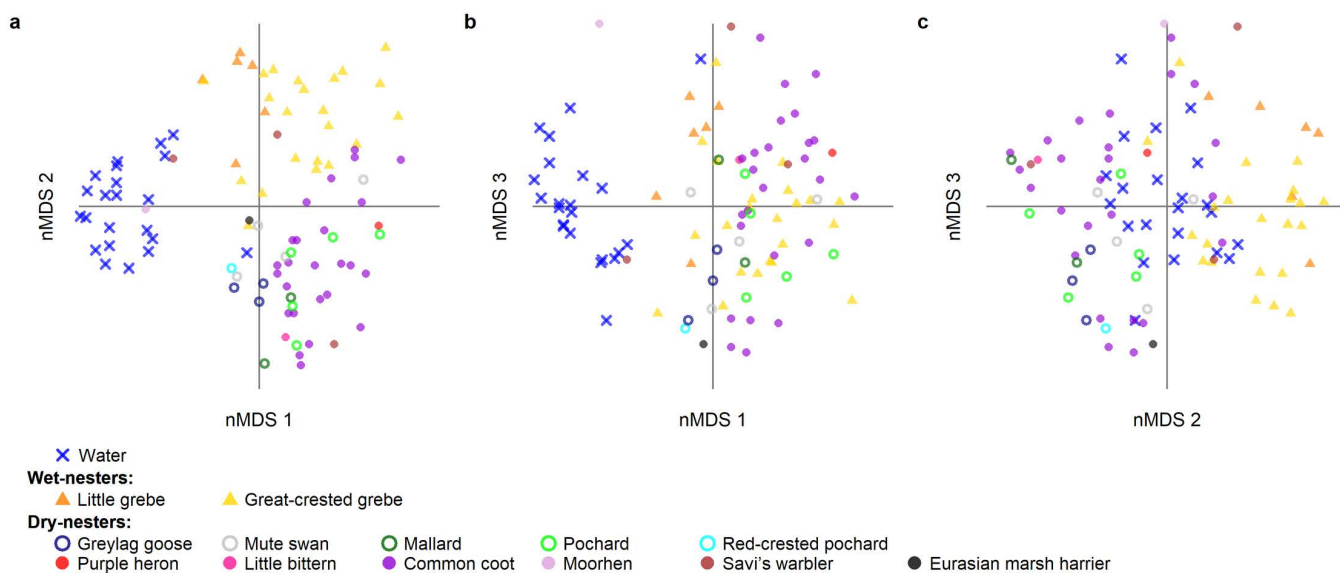 a
b
c
nMDS 2
nMDS 3
nMDS 3
nMDS 1
nMDS 1
nMDS 2
Water
Wet-nesters:
Little grebe Great-crested grebe
Dry-nesters:
Greylag goose Mute swan Mallard Pochard Red-crested pochard
Purple heron Little bittern Common coot Moorhen Savi's warbler Eurasian marsh harrier